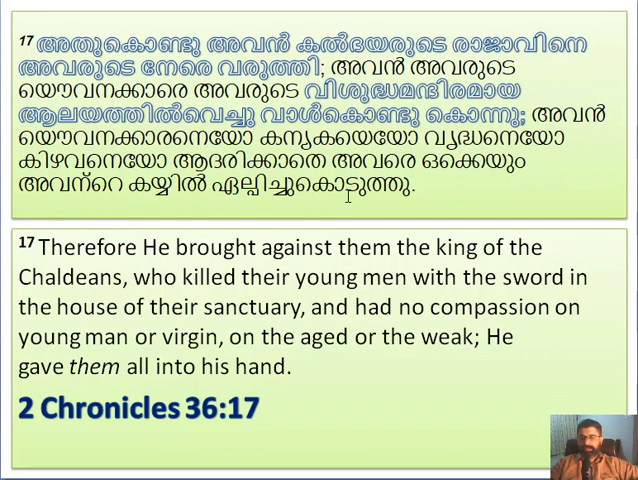 17 അതുകൊണ്ടു അവൻ കൽദയരുടെ രാജാവിനെ
അവരുടെ നേരെ വരുത്തി; അവൻ അവരുടെ
യൌവനക്കാരെ അവരുടെ വിശുദ്ധമന്ദിരമായ
ആലയത്തിൽവെച്ചു വാൾകൊണ്ടു കൊന്നു; അവൻ
യൌവനക്കാരനെയോ കന്യകയെയോ വൃദ്ധനെയോ
കിഴവനെയോ ആദരിക്കാതെ അവരെ ഒക്കെയും
അവന്റെ കയ്യിൽ ഏല്പിച്ചുകൊടുത്തു.
17 Therefore He brought against them the king of the
Chaldeans, who killed their young men with the sword in
the house of their sanctuary, and had no compassion on
young man or virgin, on the aged or the weak; He
gave them all into his hand.
2 Chronicles 36:17